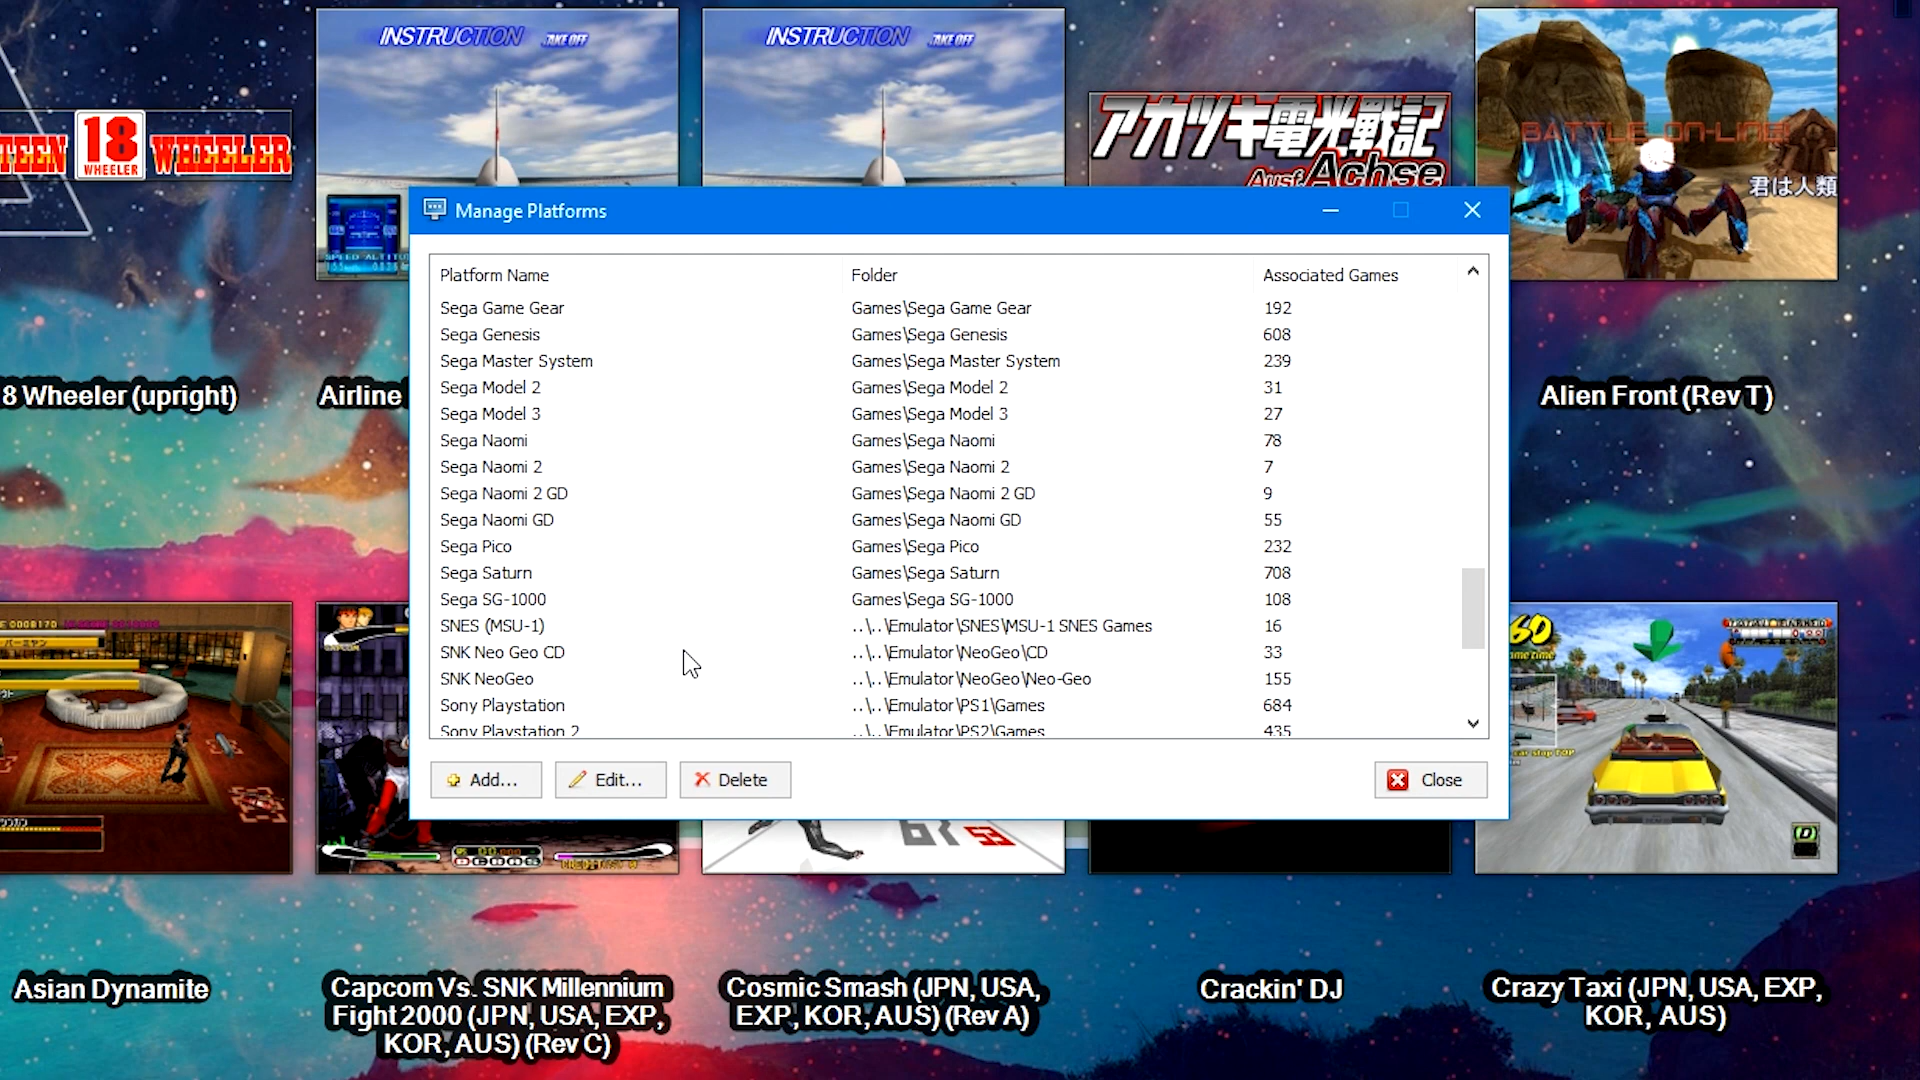 INSTRUCTION TAKE OFF
INSTRUCTION TAKE OFF
TEEN 18 WHEELER WHEELER
アカツキ電光戦記
Ausf. Achse
BATTLE ON-LINE!
君は人類
Manage Platforms
Platform Name Folder Associated Games
Sega Game Gear Games\Sega Game Gear 192
Sega Genesis Games\Sega Genesis 608
Sega Master System Games\Sega Master System 239
Sega Model 2 Games\Sega Model 2 31
Sega Model 3 Games\Sega Model 3 27
Sega Naomi Games\Sega Naomi 78
Sega Naomi 2 Games\Sega Naomi 2 7
Sega Naomi 2 GD Games\Sega Naomi 2 GD 9
Sega Naomi GD Games\Sega Naomi GD 55
Sega Pico Games\Sega Pico 232
Sega Saturn Games\Sega Saturn 708
Sega SG-1000 Games\Sega SG-1000 108
SNES (MSU-1) ..\..\Emulator\SNES\MSU-1 SNES Games 16
SNK Neo Geo CD ..\..\Emulator\NeoGeo\CD 33
SNK NeoGeo ..\..\Emulator\NeoGeo\Neo-Geo 155
Sony Playstation ..\..\Emulator\PS1\Games 684
Sony Playstation 2 ..\..\Emulator\PS2\Games 435
Add... Edit... Delete Close
8 Wheeler (upright)
Airline
Alien Front (Rev T)
60
D
Asian Dynamite
Capcom Vs. SNK Millennium
Fight 2000 (JPN, USA, EXP,
KOR, AUS) (Rev C)
Cosmic Smash (JPN, USA,
EXP, KOR, AUS) (Rev A)
Crackin' DJ
Crazy Taxi (JPN, USA, EXP,
KOR, AUS)